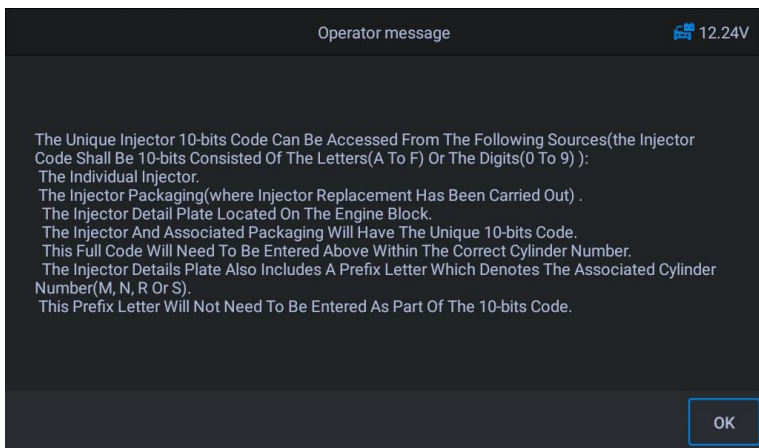 Operator message
12.24V
The Unique Injector 10-bits Code Can Be Accessed From The Following Sources(the Injector
Code Shall Be 10-bits Consisted Of The Letters(A To F) Or The Digits(0 To 9) ):
The Individual Injector.
The Injector Packaging(where Injector Replacement Has Been Carried Out) .
The Injector Detail Plate Located On The Engine Block.
The Injector And Associated Packaging Will Have The Unique 10-bits Code.
This Full Code Will Need To Be Entered Above Within The Correct Cylinder Number.
The Injector Details Plate Also Includes A Prefix Letter Which Denotes The Associated Cylinder
Number(M, N, R Or S).
This Prefix Letter Will Not Need To Be Entered As Part Of The 10-bits Code.
OK